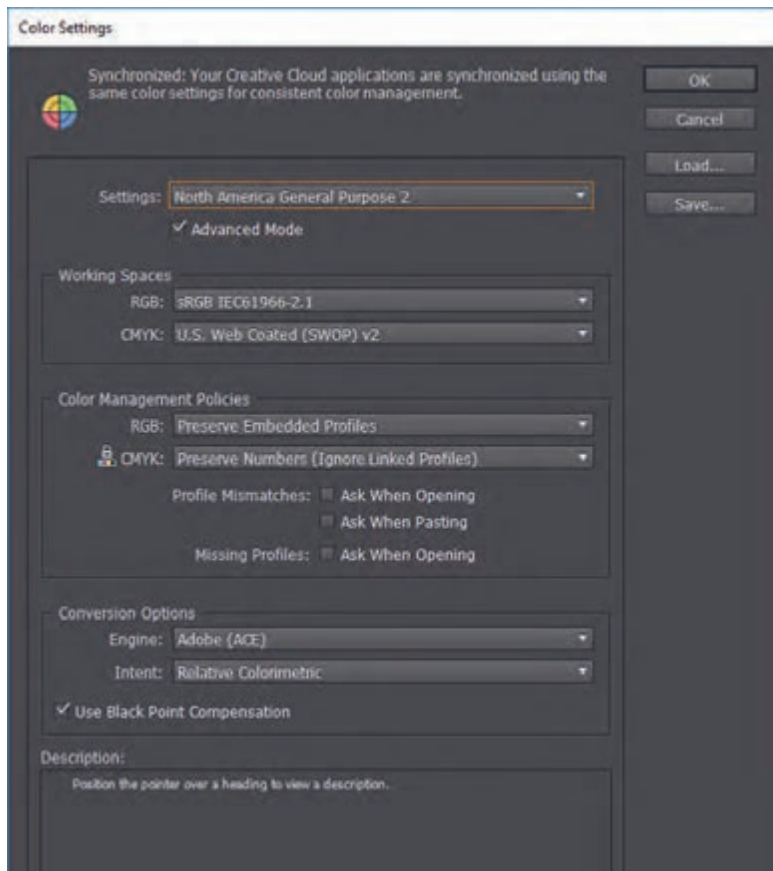 Color Settings
Synchronized: Your Creative Cloud applications are synchronized using the
same color settings for consistent color management.
OK
Cancel
Load...
Save...
Settings: North America General Purpose 2
Advanced Mode
Working Spaces
RGB: sRGB IEC61966-2.1
CMYK: U.S. Web Coated (SWOP) v2
Color Management Policies
RGB: Preserve Embedded Profiles
CMYK: Preserve Numbers (Ignore Linked Profiles)
Profile Mismatches: Ask When Opening
Ask When Pasting
Missing Profiles: Ask When Opening
Conversion Options
Engine: Adobe (ACE)
Intent: Relative Colorimetric
Use Black Point Compensation
Description:
Position the pointer over a heading to view a description.